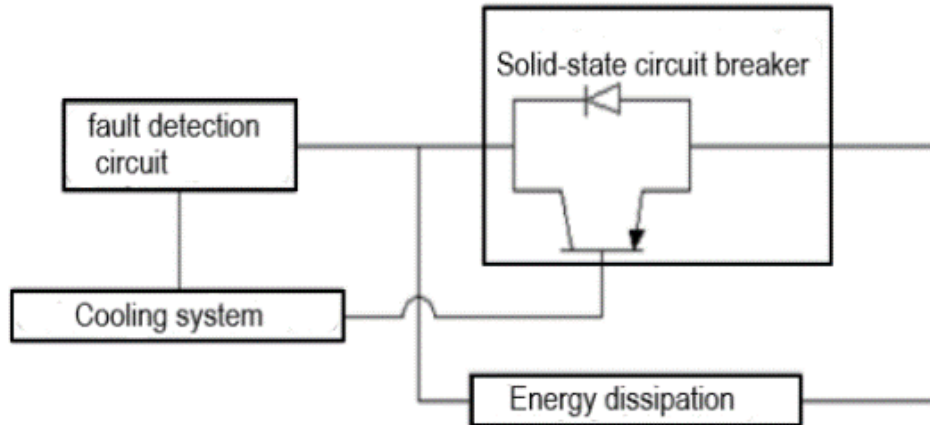 Solid-state circuit breaker
fault detection
circuit
Cooling system
Energy dissipation